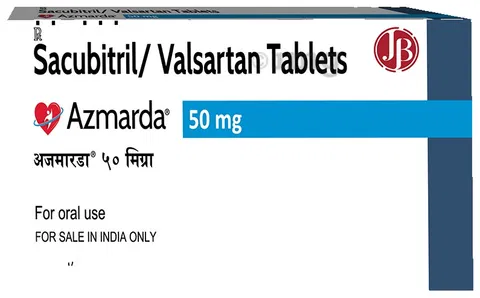 Sacubitril/ Valsartan Tablets
JB
Azmarda® 50 mg
अजमारडा® ५० मिग्रा
For oral use
FOR SALE IN INDIA ONLY